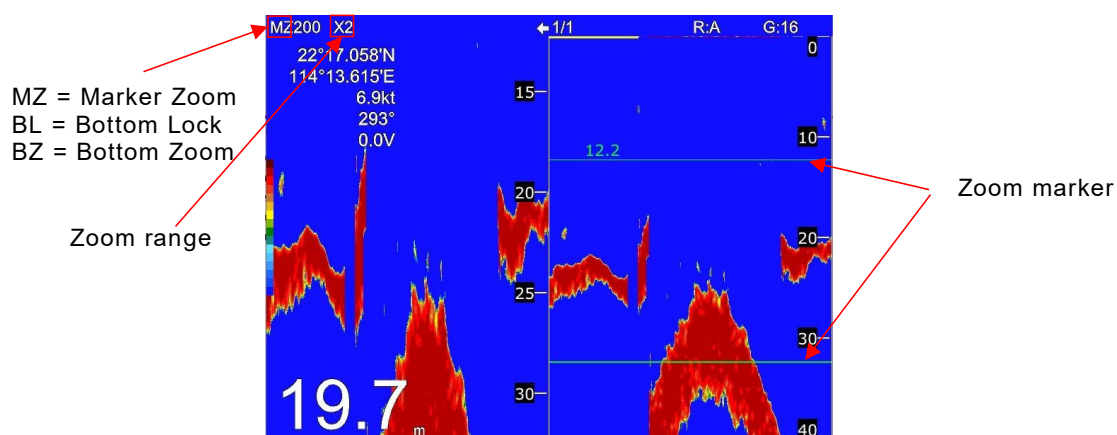 MZ200 X2
1/1 R:A G:16
22°17.058'N
114°13.615'E
6.9kt
293°
0.0V
MZ = Marker Zoom
BL = Bottom Lock
BZ = Bottom Zoom
Zoom range
15
20
25
30
19.7 m
0
10
12.2
20
30
40
Zoom marker